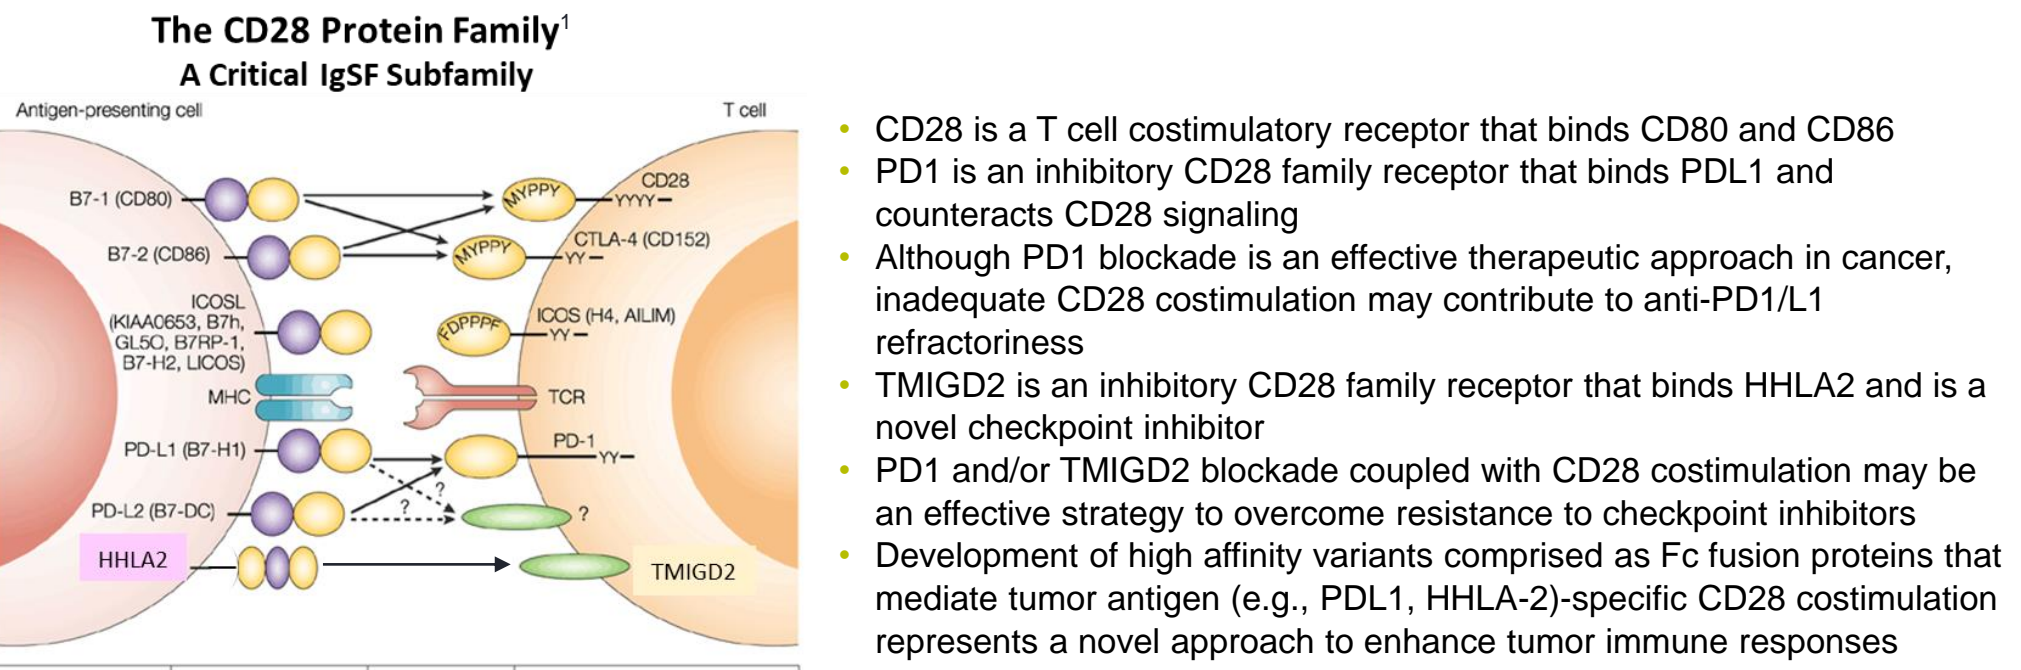 The CD28 Protein Family1
A Critical IgSF Subfamily
Antigen-presenting cell
T cell
B7-1 (CD80)
MYPPY
CD28
YYYY
B7-2 (CD86)
MYPPY
CTLA-4 (CD152)
YY
ICOSL
(KIAA0653, B7h,
GL50, B7RP-1,
B7-H2, LICOS)
FDPPPF
ICOS (H4, AILIM)
YY
MHC
TCR
PD-L1 (B7-H1)
PD-1
YY
?
PD-L2 (B7-DC)
?
?
HHLA2
TMIGD2
• CD28 is a T cell costimulatory receptor that binds CD80 and CD86
• PD1 is an inhibitory CD28 family receptor that binds PDL1 and
counteracts CD28 signaling
• Although PD1 blockade is an effective therapeutic approach in cancer,
inadequate CD28 costimulation may contribute to anti-PD1/L1
refractoriness
• TMIGD2 is an inhibitory CD28 family receptor that binds HHLA2 and is a
novel checkpoint inhibitor
• PD1 and/or TMIGD2 blockade coupled with CD28 costimulation may be
an effective strategy to overcome resistance to checkpoint inhibitors
• Development of high affinity variants comprised as Fc fusion proteins that
mediate tumor antigen (e.g., PDL1, HHLA-2)-specific CD28 costimulation
represents a novel approach to enhance tumor immune responses